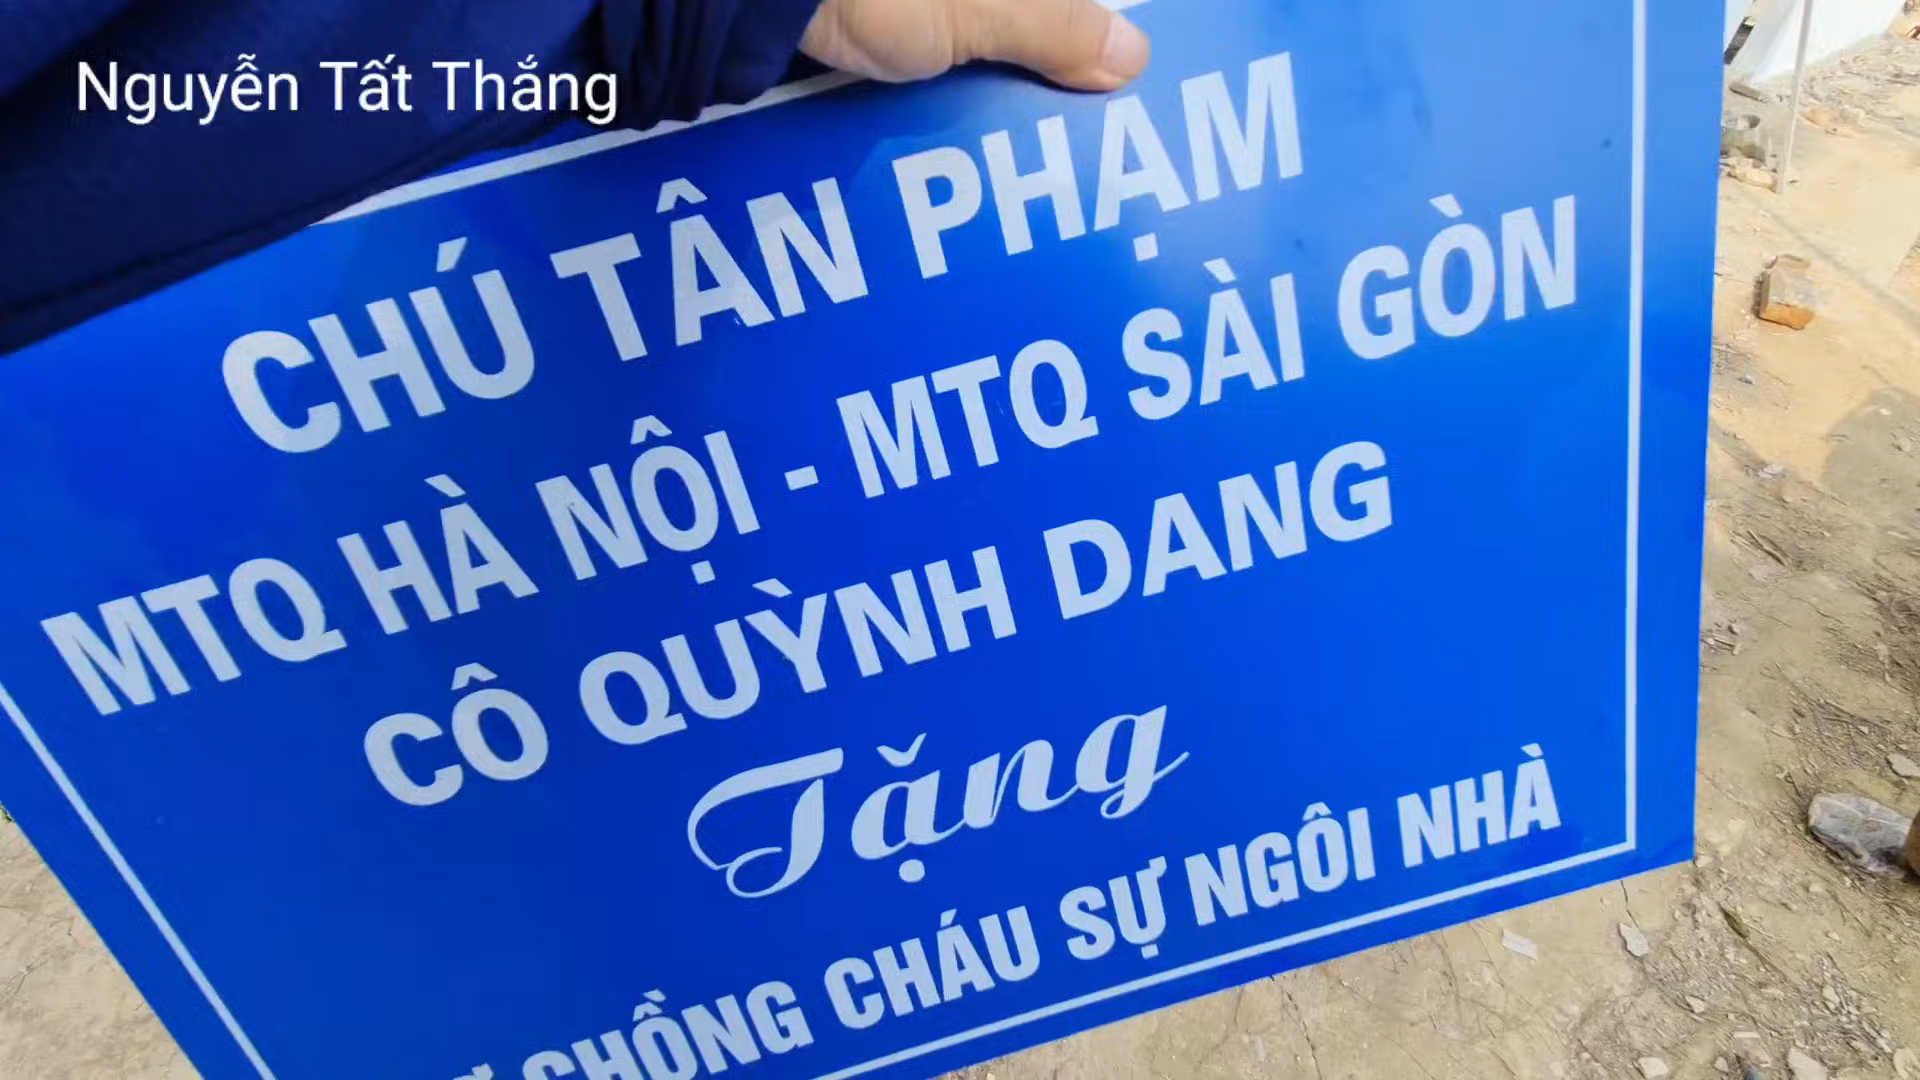 Nguyễn Tất Thắng
CHÚ TÂN PHẠM
MTQ HÀ NỘI - MTQ SÀI GÒN
CÔ QUỲNH DANG
Tặng
CHỒNG CHÁU SỰ NGÔI NHÀ